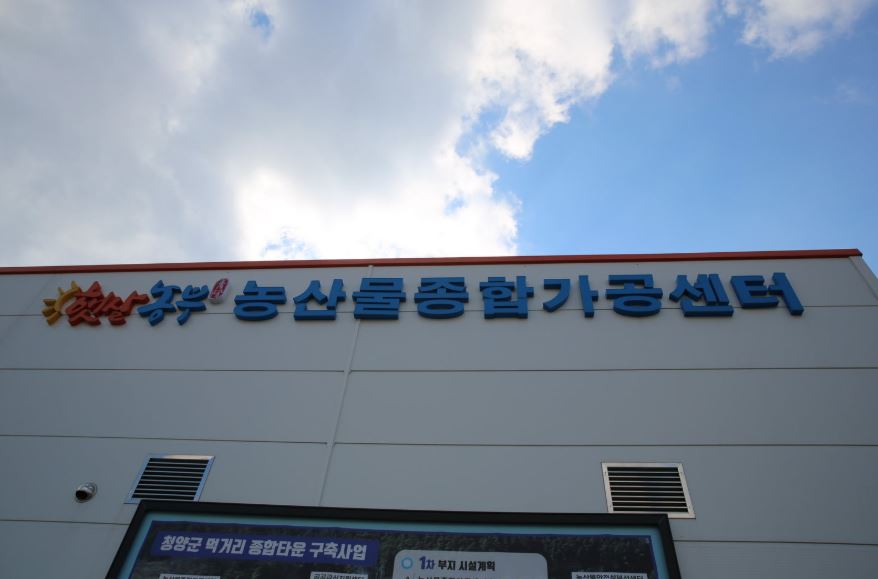 햇살농부 농산물종합가공센터
청양군 먹거리 종합타운 구축사업
1차 부지 시설계획